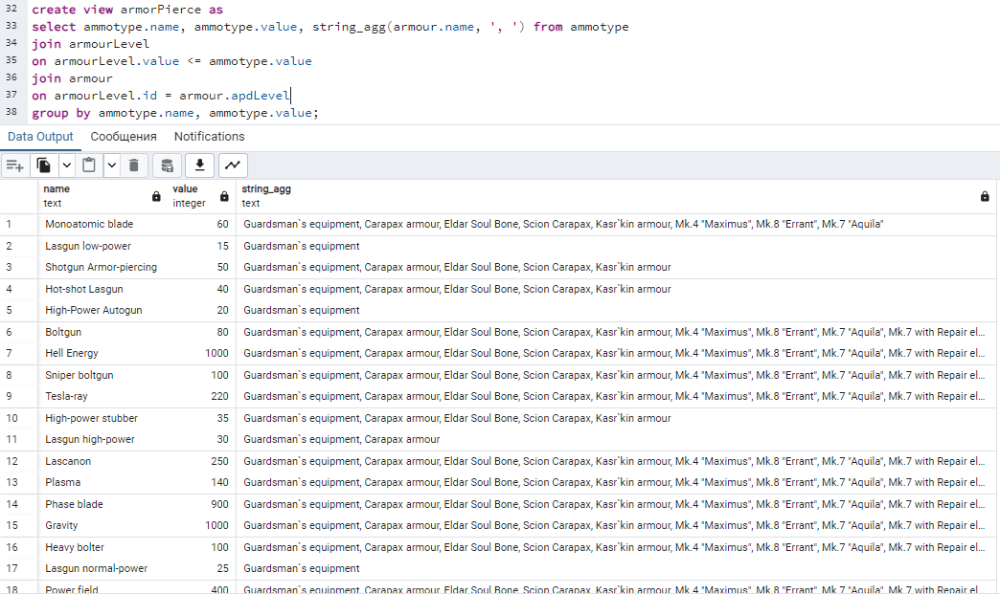 32 create view armorPierce as
33 select ammotype.name, ammotype.value, string_agg(armour.name, ', ') from ammotype
34 join armourLevel
35 on armourLevel.value <= ammotype.value
36 join armour
37 on armourLevel.id = armour.apdLevel
38 group by ammotype.name, ammotype.value;
Data Output Сообщения Notifications
name value string_agg
text integer text
1 Monoatomic blade 60 Guardsman`s equipment, Carapax armour, Eldar Soul Bone, Scion Carapax, Kasr`kin armour, Mk.4 "Maximus", Mk.8 "Errant", Mk.7 "Aquila"
2 Lasgun low-power 15 Guardsman`s equipment
3 Shotgun Armor-piercing 50 Guardsman`s equipment, Carapax armour, Eldar Soul Bone, Scion Carapax, Kasr`kin armour
4 Hot-shot Lasgun 40 Guardsman`s equipment, Carapax armour, Eldar Soul Bone, Scion Carapax, Kasr`kin armour
5 High-Power Autogun 20 Guardsman`s equipment
6 Boltgun 80 Guardsman`s equipment, Carapax armour, Eldar Soul Bone, Scion Carapax, Kasr`kin armour, Mk.4 "Maximus", Mk.8 "Errant", Mk.7 "Aquila", Mk.7 with Repair el...
7 Hell Energy 1000 Guardsman`s equipment, Carapax armour, Eldar Soul Bone, Scion Carapax, Kasr`kin armour, Mk.4 "Maximus", Mk.8 "Errant", Mk.7 "Aquila", Mk.7 with Repair el...
8 Sniper boltgun 100 Guardsman`s equipment, Carapax armour, Eldar Soul Bone, Scion Carapax, Kasr`kin armour, Mk.4 "Maximus", Mk.8 "Errant", Mk.7 "Aquila", Mk.7 with Repair el...
9 Tesla-ray 220 Guardsman`s equipment, Carapax armour, Eldar Soul Bone, Scion Carapax, Kasr`kin armour, Mk.4 "Maximus", Mk.8 "Errant", Mk.7 "Aquila", Mk.7 with Repair el...
10 High-power stubber 35 Guardsman`s equipment, Carapax armour, Eldar Soul Bone, Scion Carapax, Kasr`kin armour
11 Lasgun high-power 30 Guardsman`s equipment, Carapax armour
12 Lascanon 250 Guardsman`s equipment, Carapax armour, Eldar Soul Bone, Scion Carapax, Kasr`kin armour, Mk.4 "Maximus", Mk.8 "Errant", Mk.7 "Aquila", Mk.7 with Repair el...
13 Plasma 140 Guardsman`s equipment, Carapax armour, Eldar Soul Bone, Scion Carapax, Kasr`kin armour, Mk.4 "Maximus", Mk.8 "Errant", Mk.7 "Aquila", Mk.7 with Repair el...
14 Phase blade 900 Guardsman`s equipment, Carapax armour, Eldar Soul Bone, Scion Carapax, Kasr`kin armour, Mk.4 "Maximus", Mk.8 "Errant", Mk.7 "Aquila", Mk.7 with Repair el...
15 Gravity 1000 Guardsman`s equipment, Carapax armour, Eldar Soul Bone, Scion Carapax, Kasr`kin armour, Mk.4 "Maximus", Mk.8 "Errant", Mk.7 "Aquila", Mk.7 with Repair el...
16 Heavy bolter 100 Guardsman`s equipment, Carapax armour, Eldar Soul Bone, Scion Carapax, Kasr`kin armour, Mk.4 "Maximus", Mk.8 "Errant", Mk.7 "Aquila", Mk.7 with Repair el...
17 Lasgun normal-power 25 Guardsman`s equipment
18 Power field 400 Guardsman`s equipment, Carapax armour, Eldar Soul Bone, Scion Carapax, Kasr`kin armour, Mk.4 "Maximus", Mk.8 "Errant", Mk.7 "Aquila", Mk.7 with Repair el...